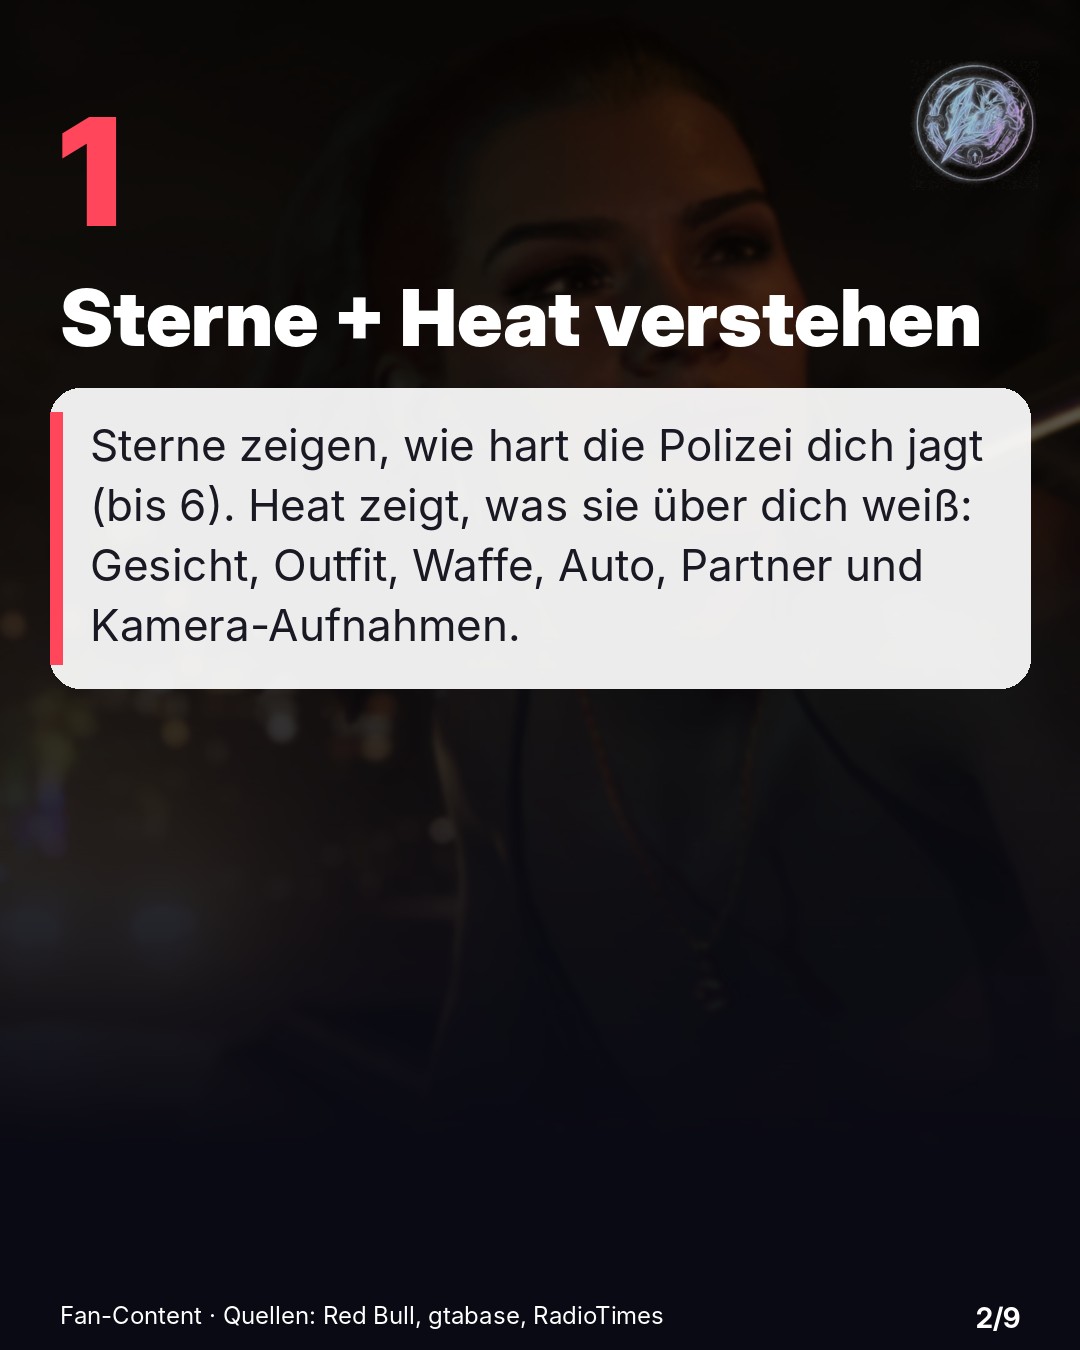 1
Sterne + Heat verstehen
Sterne zeigen, wie hart die Polizei dich jagt
(bis 6). Heat zeigt, was sie über dich weiß:
Gesicht, Outfit, Waffe, Auto, Partner und
Kamera-Aufnahmen.
Fan-Content · Quellen: Red Bull, gtabase, RadioTimes
2/9